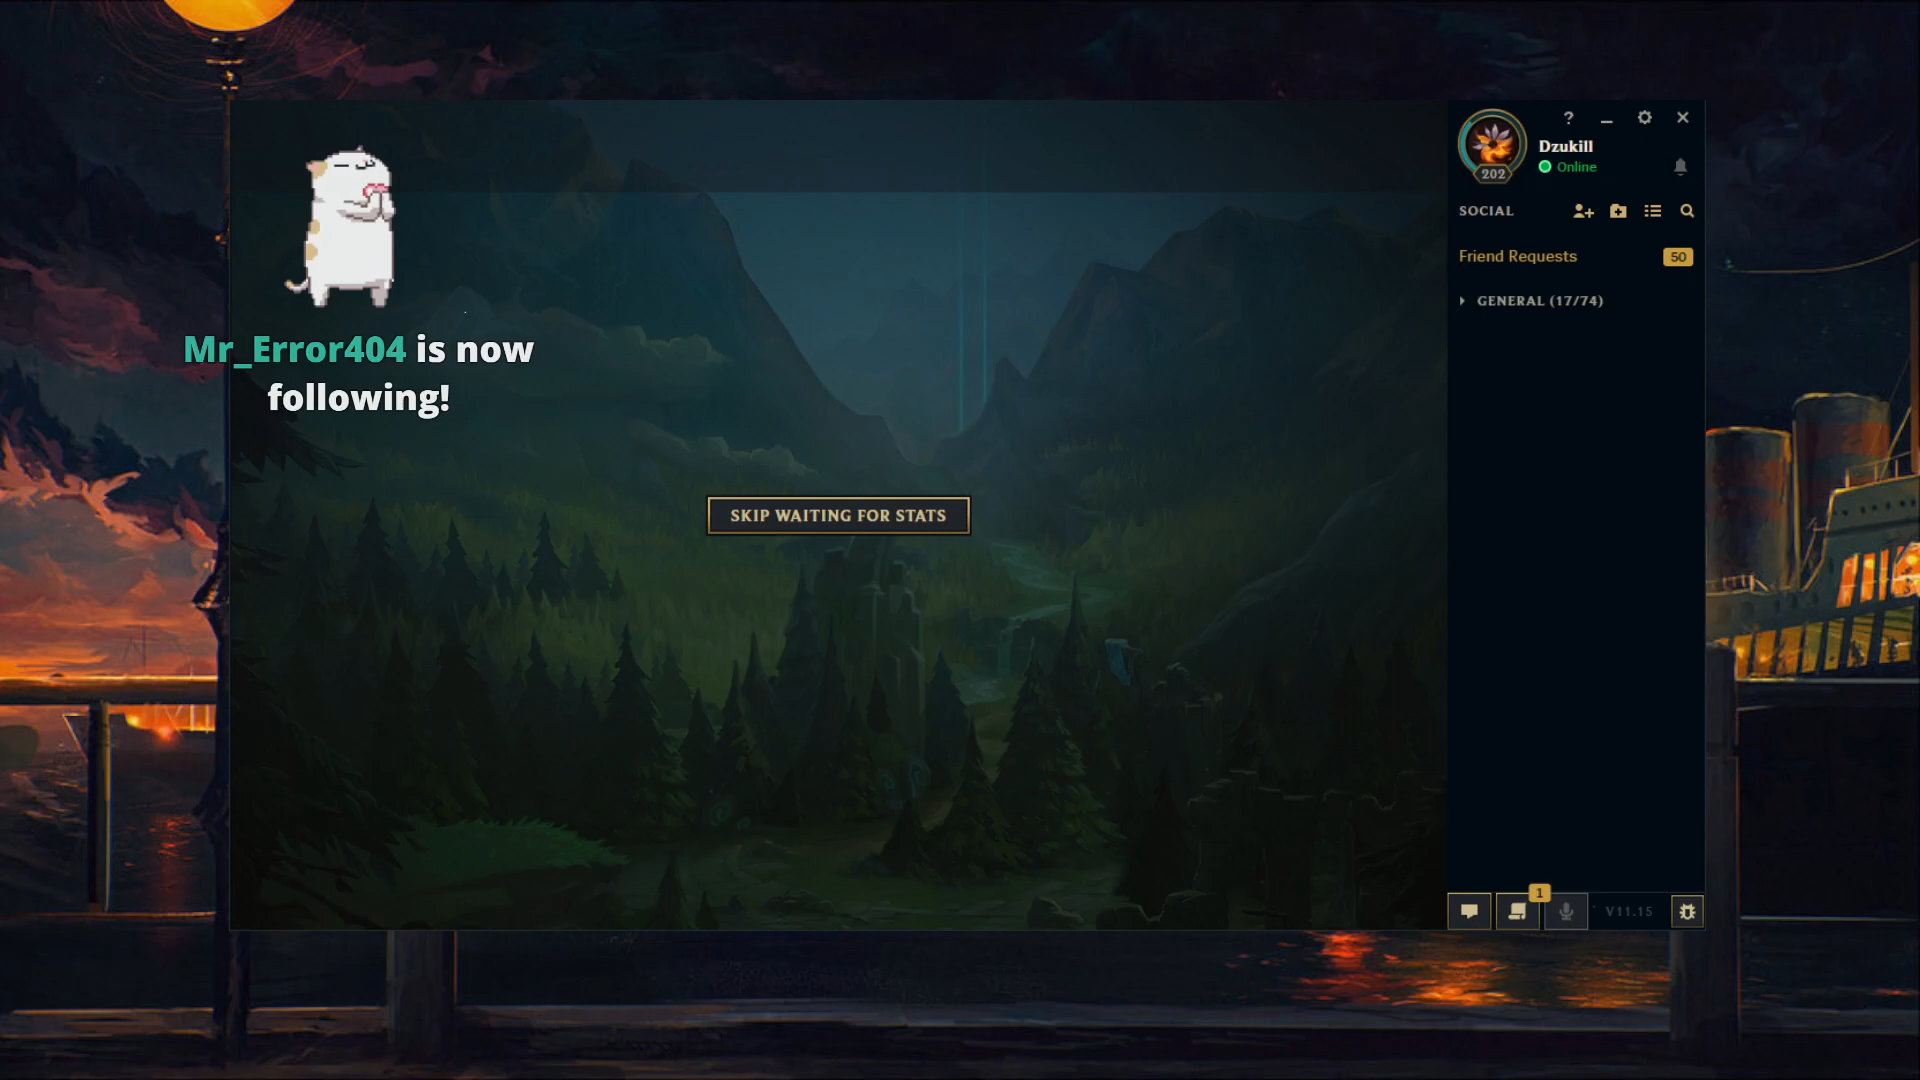 Dzukill
Online
202
SOCIAL
Friend Requests 50
GENERAL (17/74)
Mr_Error404 is now
following!
SKIP WAITING FOR STATS
1
V11.15